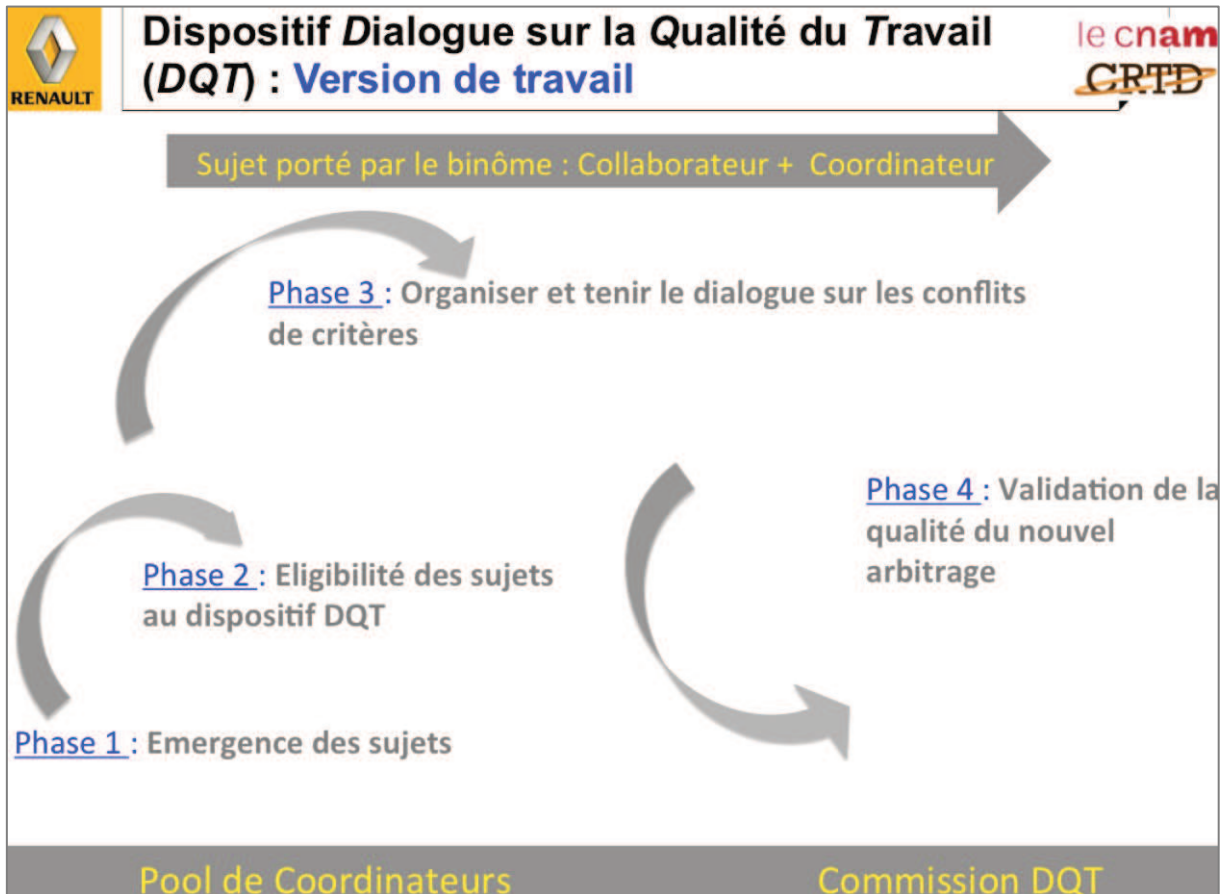 RENAULT
Dispositif Dialogue sur la Qualité du Travail
(DQT) : Version de travail
le cnam
CRTD
Sujet porté par le binôme : Collaborateur + Coordinateur
Phase 3 : Organiser et tenir le dialogue sur les conflits
de critères
Phase 4 : Validation de la
qualité du nouvel
arbitrage
Phase 2 : Eligibilité des sujets
au dispositif DQT
Phase 1 : Emergence des sujets
Pool de Coordinateurs
Commission DQT